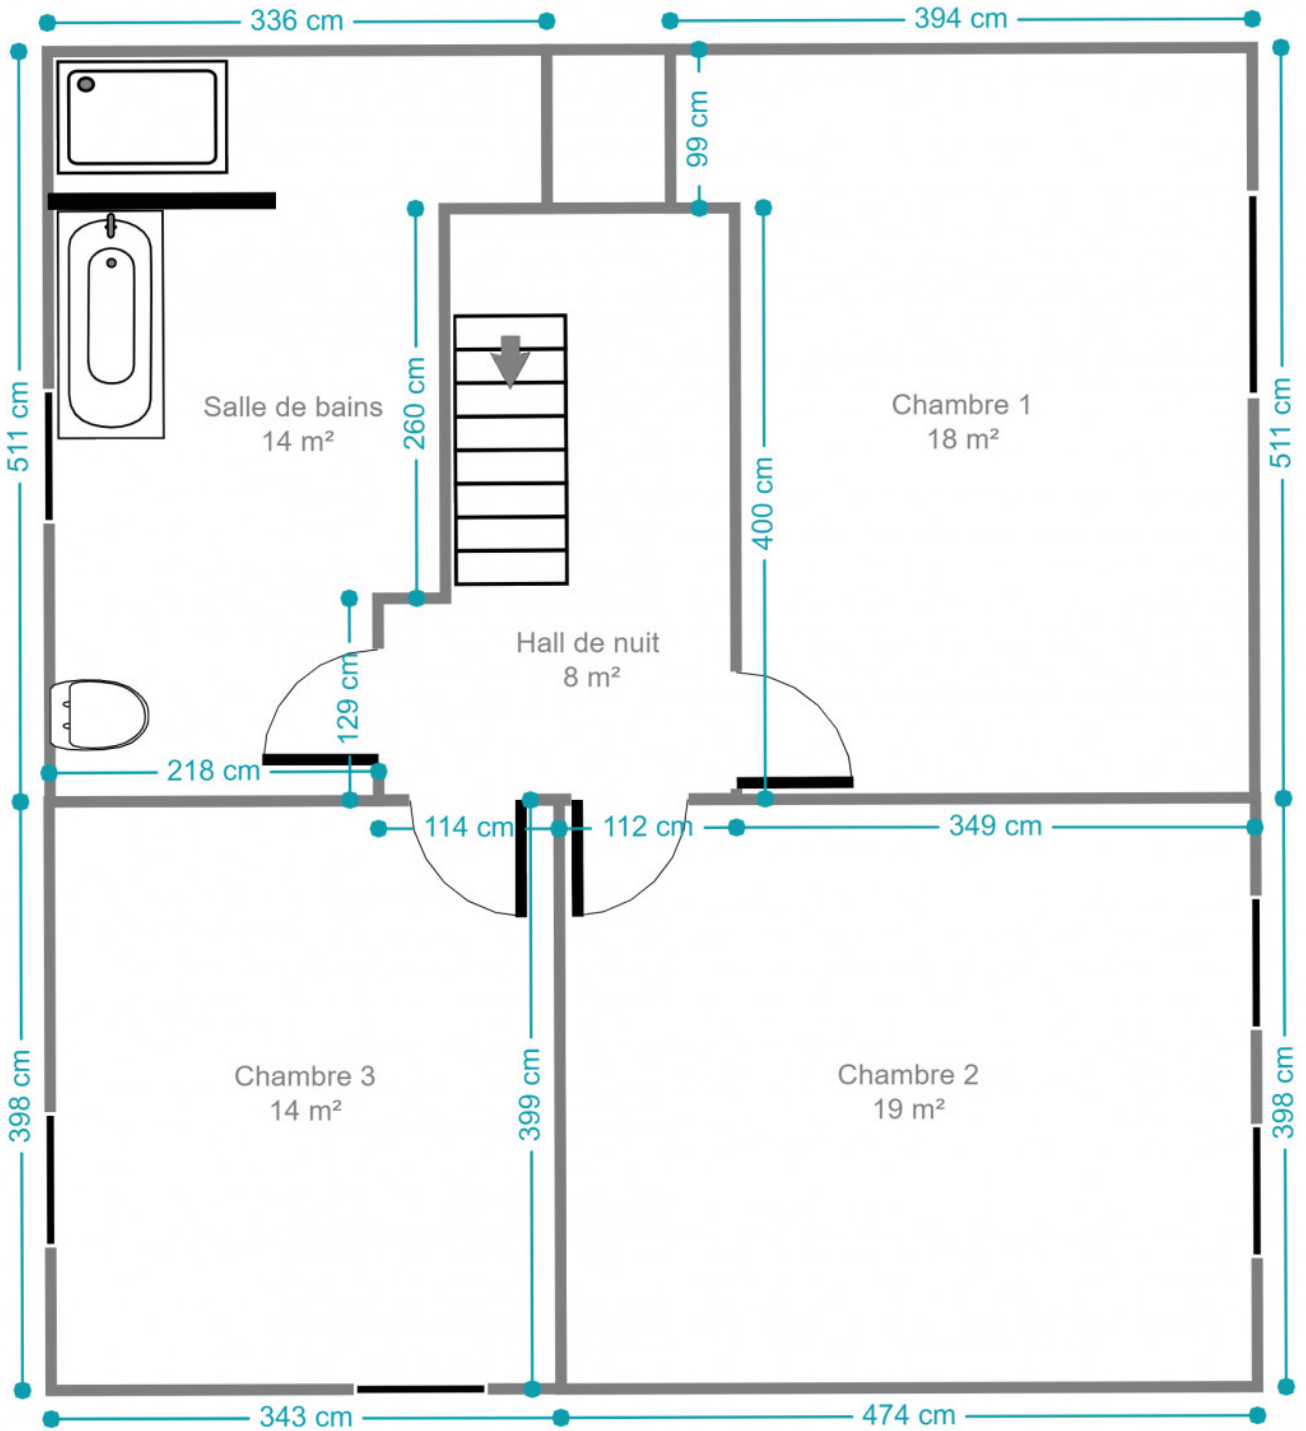 336 cm
394 cm
99 cm
511 cm
260 cm
Salle de bains
14 m²
Chambre 1
18 m²
511 cm
400 cm
Hall de nuit
8 m²
129 cm
218 cm
114 cm
112 cm
349 cm
398 cm
Chambre 3
14 m²
399 cm
Chambre 2
19 m²
398 cm
343 cm
474 cm